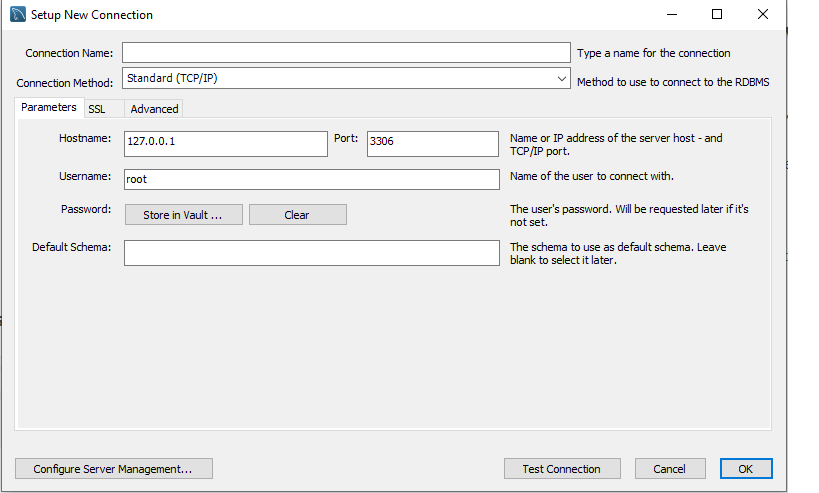 Setup New Connection
Connection Name:
Type a name for the connection
Connection Method: Standard (TCP/IP)
Method to use to connect to the RDBMS
Parameters SSL Advanced
Hostname: 127.0.0.1 Port: 3306
Name or IP address of the server host - and
TCP/IP port.
Username: root
Name of the user to connect with.
Password: Store in Vault ... Clear
The user's password. Will be requested later if it's
not set.
Default Schema:
The schema to use as default schema. Leave
blank to select it later.
Configure Server Management... Test Connection Cancel OK